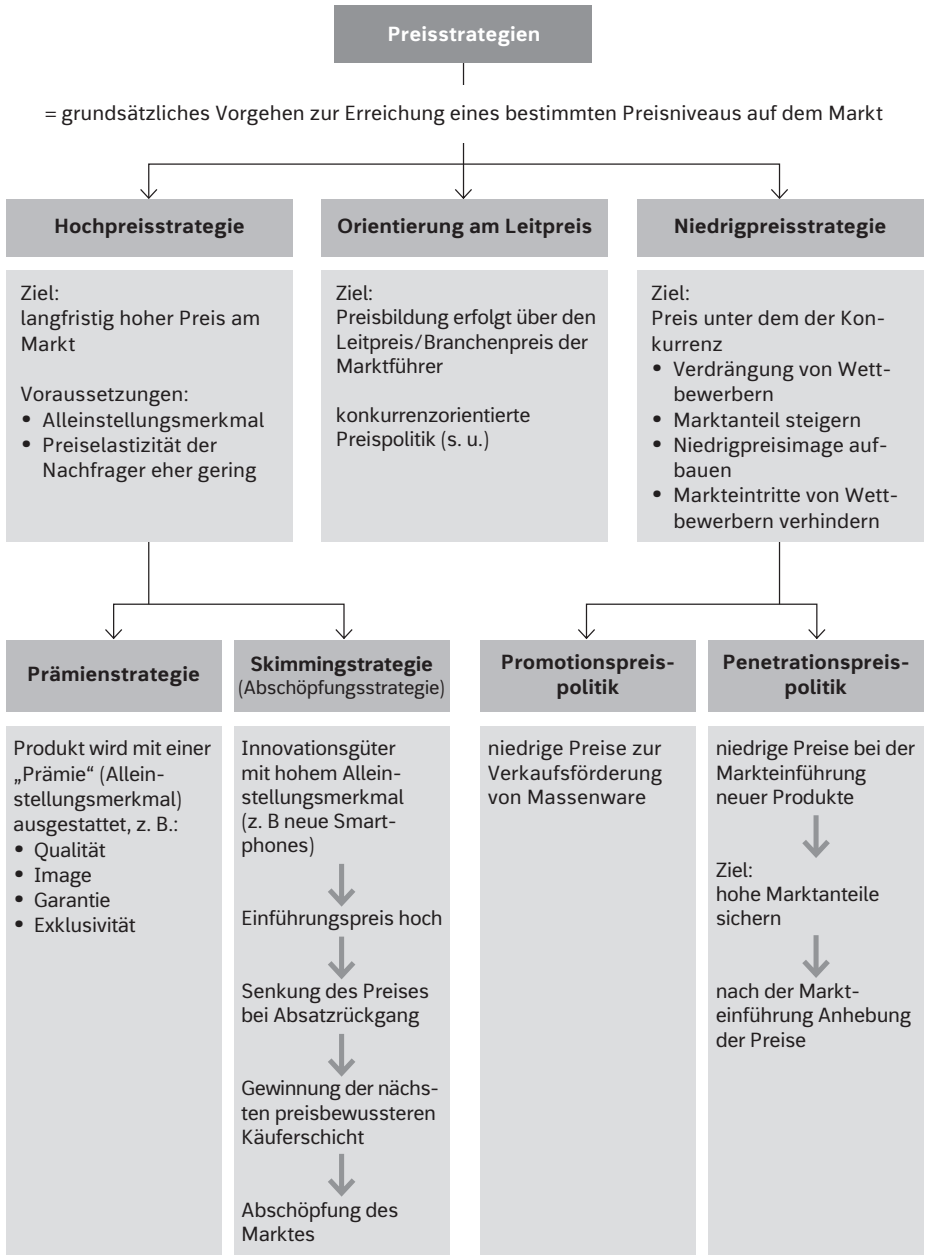 Preisstrategien
= grundsätzliches Vorgehen zur Erreichung eines bestimmten Preisniveaus auf dem Markt
Hochpreisstrategie
Ziel:
langfristig hoher Preis am
Markt
Voraussetzungen:
• Alleinstellungsmerkmal
• Preiselastizität der
Nachfrager eher gering
Orientierung am Leitpreis
Ziel:
Preisbildung erfolgt über den
Leitpreis/Branchenpreis der
Marktführer
konkurrenzorientierte
Preispolitik (s. u.)
Niedrigpreisstrategie
Ziel:
Preis unter dem der Kon-
kurrenz
• Verdrängung von Wett-
bewerbern
• Marktanteil steigern
• Niedrigpreisimage auf-
bauen
• Markteintritte von Wett-
bewerbern verhindern
Prämienstrategie
Produkt wird mit einer
„Prämie“ (Allein-
stellungsmerkmal)
ausgestattet, z. B.:
• Qualität
• Image
• Garantie
• Exklusivität
Skimmingstrategie
(Abschöpfungsstrategie)
Innovationsgüter
mit hohem Allein-
stellungsmerkmal
(z. B neue Smart-
phones)
Einführungspreis hoch
Senkung des Preises
bei Absatzrückgang
Gewinnung der nächs-
ten preisbewussteren
Käuferschicht
Abschöpfung des
Marktes
Promotionspreis-
politik
niedrige Preise zur
Verkaufsförderung
von Massenware
Penetrationspreis-
politik
niedrige Preise bei der
Markteinführung
neuer Produkte
Ziel:
hohe Marktanteile
sichern
nach der Markt-
einführung Anhebung
der Preise